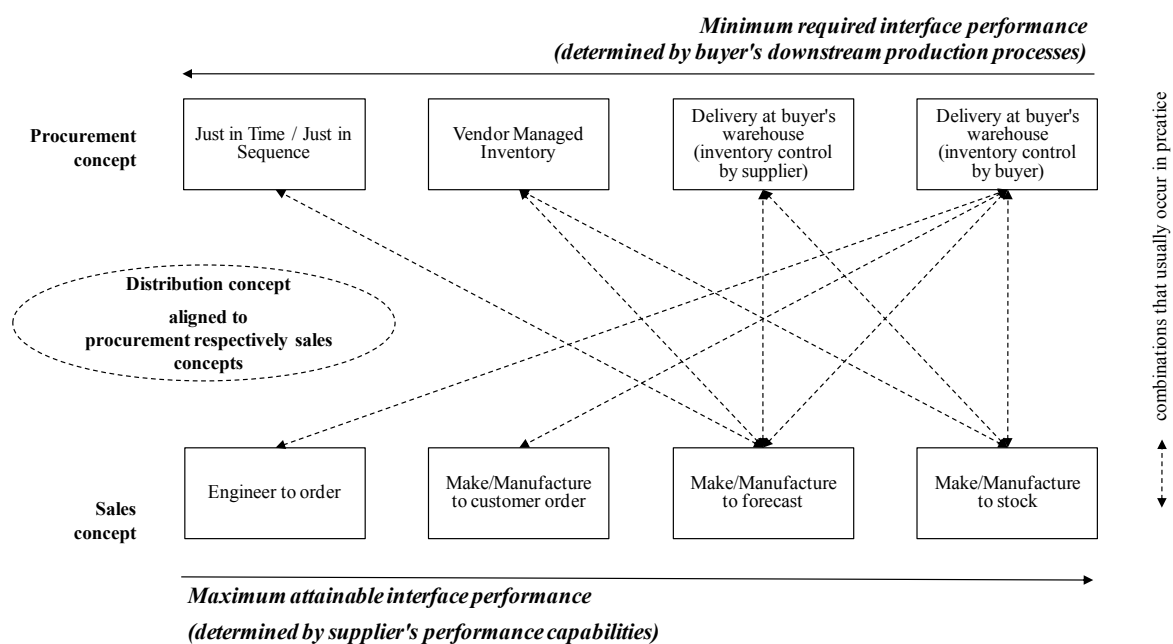 Minimum required interface performance
(determined by buyer's downstream production processes)
Procurement
concept
Just in Time / Just in
Sequence
Vendor Managed
Inventory
Delivery at buyer's
warehouse
(inventory control
by supplier)
Delivery at buyer's
warehouse
(inventory control
by buyer)
combinations that usually occur in prcatice
Distribution concept
aligned to
procurement respectively sales
concepts
Sales
concept
Engineer to order
Make/Manufacture
to customer order
Make/Manufacture
to forecast
Make/Manufacture
to stock
Maximum attainable interface performance
(determined by supplier's performance capabilities)